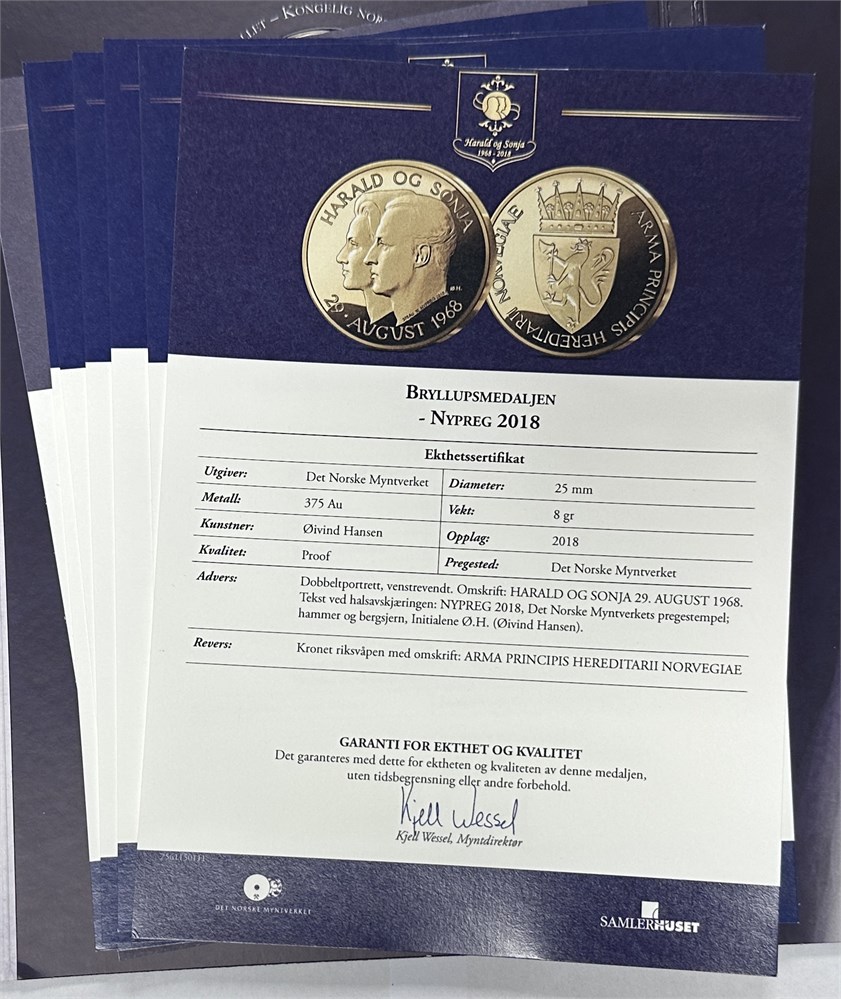 – KONGELIG NOR
Harald og Sonja
1968 - 2018
HARALD OG SONJA
29. AUGUST 1968
Ø.H.
ARMA PRINCIPIS HEREDITARII NORVEGIAE
BRYLLUPSMEDALJEN
- NYPREG 2018
Ekthetssertifikat
Utgiver: Det Norske Myntverket Diameter: 25 mm
Metall: 375 Au Vekt: 8 gr
Kunstner: Øivind Hansen Opplag: 2018
Kvalitet: Proof Pregested: Det Norske Myntverket
Advers: Dobbeltportrett, venstrevendt. Omskrift: HARALD OG SONJA 29. AUGUST 1968.
Tekst ved halsavskjæringen: NYPREG 2018, Det Norske Myntverkets pregestempel;
hammer og bergsjern, Initialene Ø.H. (Øivind Hansen).
Revers: Kronet riksvåpen med omskrift: ARMA PRINCIPIS HEREDITARII NORVEGIAE
GARANTI FOR EKTHET OG KVALITET
Det garanteres med dette for ektheten og kvaliteten av denne medaljen,
uten tidsbegrensning eller andre forbehold.
Kjell Wessel
Kjell Wessel, Myntdirektør
DET NORSKE MYNTVERKET
SAMLERHUSET